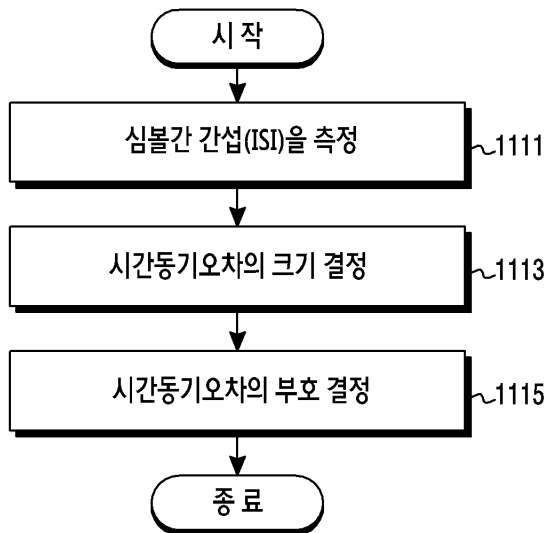 시 작
심볼간 간섭(ISI)을 측정
1111
시간동기오차의 크기 결정
1113
시간동기오차의 부호 결정
1115
종 료